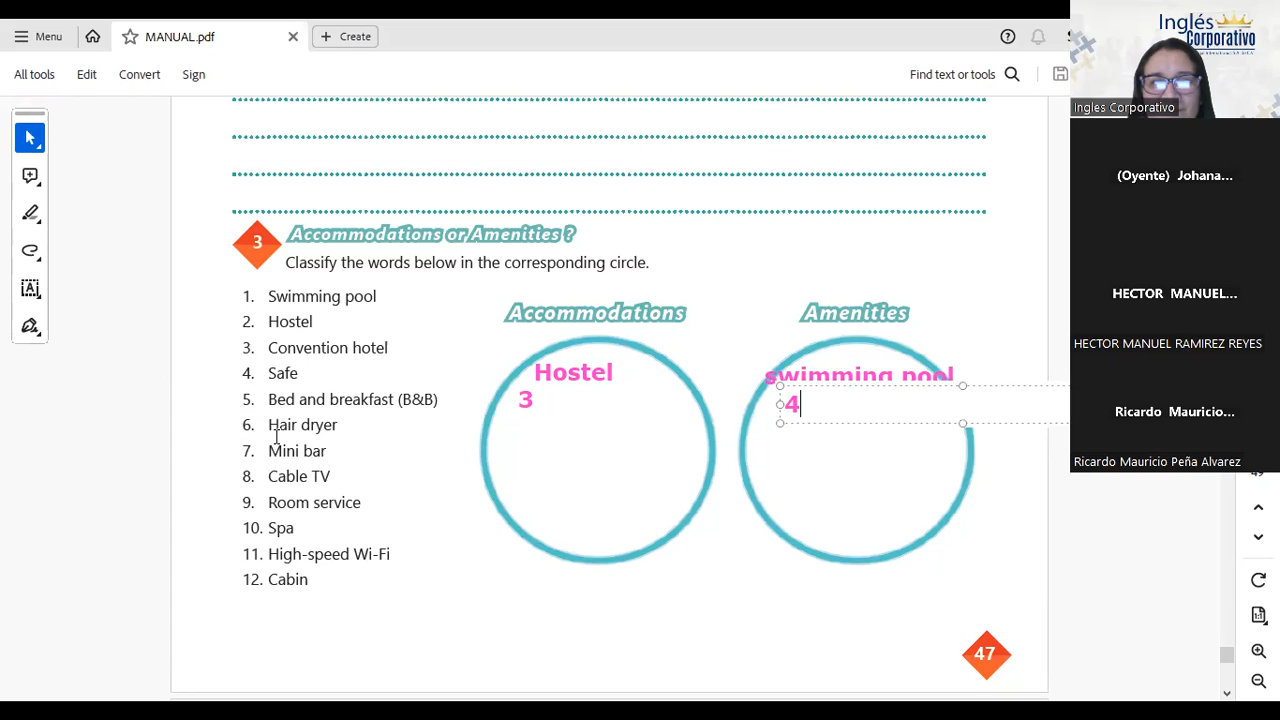 Menu
MANUAL.pdf
Create
All tools
Edit
Convert
Sign
Find text or tools
Inglés
Corporativo
Ingles Corporativo
(Oyente) Johana...
HECTOR MANUEL...
HECTOR MANUEL RAMIREZ REYES
Ricardo Mauricio...
Ricardo Mauricio Peña Alvarez
3
Accommodations or Amenities ?
Classify the words below in the corresponding circle.
1. Swimming pool
2. Hostel
3. Convention hotel
4. Safe
5. Bed and breakfast (B&B)
6. Hair dryer
7. Mini bar
8. Cable TV
9. Room service
10. Spa
11. High-speed Wi-Fi
12. Cabin
Accommodations
Hostel
3
Amenities
swimming pool
4
47